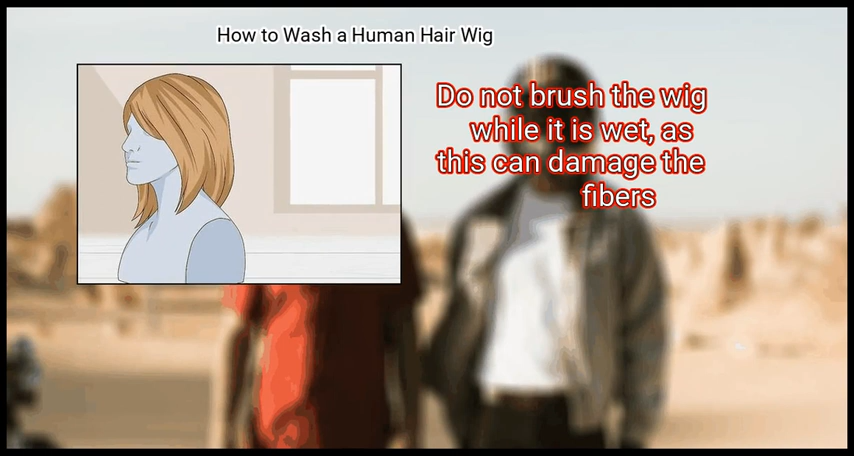 How to Wash a Human Hair Wig
Do not brush the wig
while it is wet, as
this can damage the
fibers